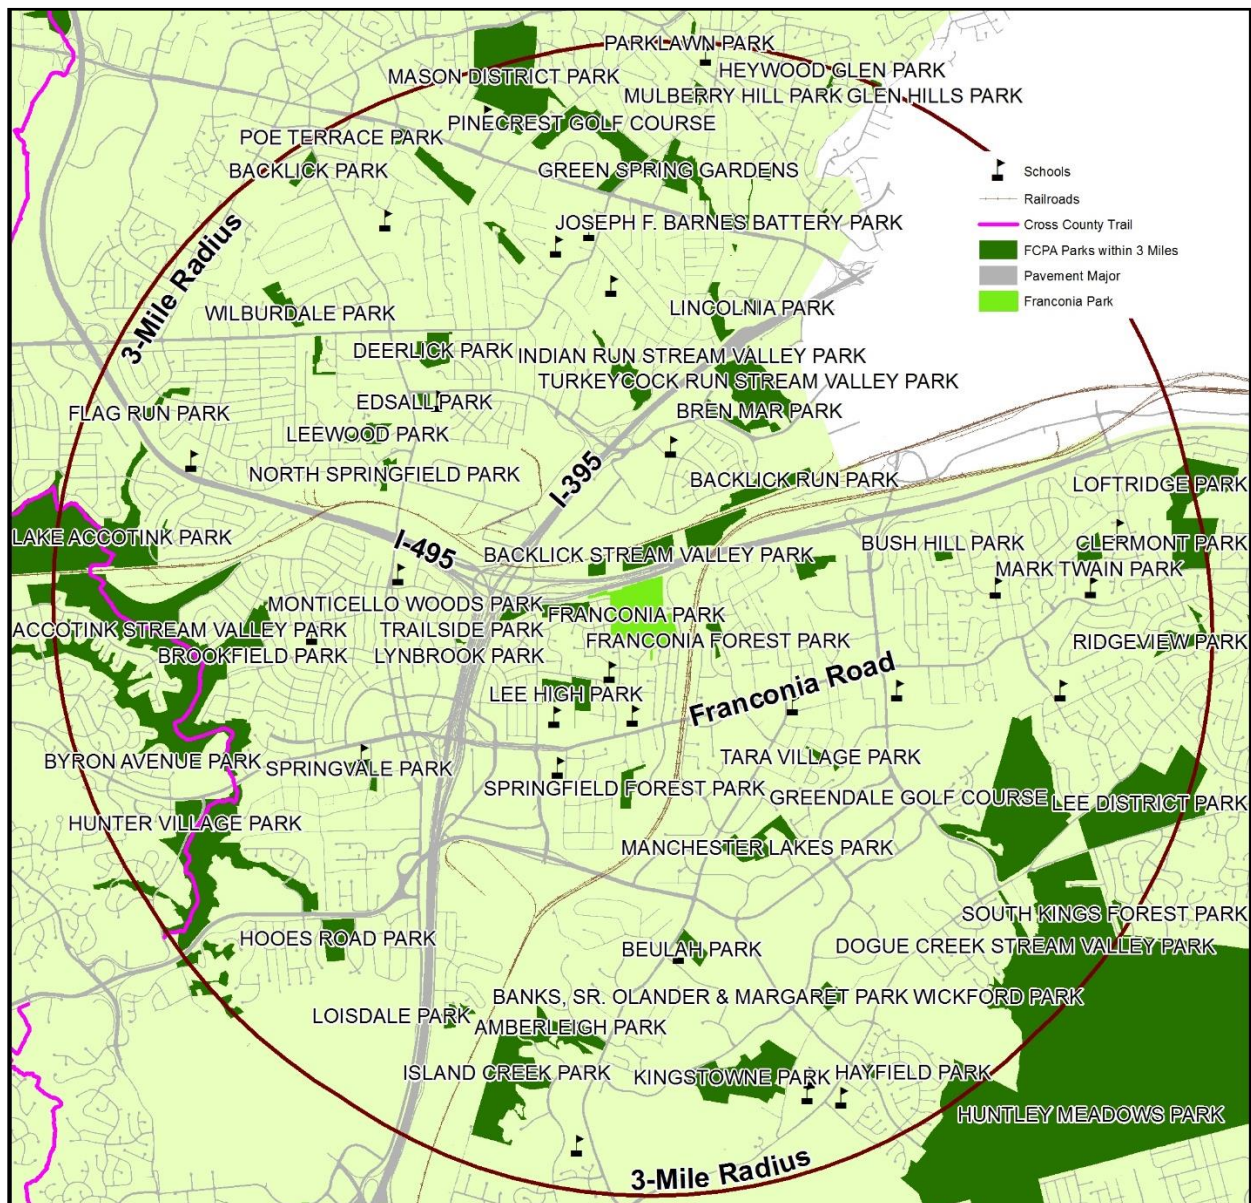 PARKLAWN PARK
HEYWOOD GLEN PARK
MASON DISTRICT PARK
MULBERRY HILL PARK GLEN HILLS PARK
PINECREST GOLF COURSE
POE TERRACE PARK
BACKLICK PARK
GREEN SPRING GARDENS
Schools
Railroads
Cross County Trail
FCPA Parks within 3 Miles
Pavement Major
Franconia Park
JOSEPH F. BARNES BATTERY PARK
3-Mile Radius
WILBURDALE PARK
LINCOLNIA PARK
DEERLICK PARK
INDIAN RUN STREAM VALLEY PARK
TURKEYCOCK RUN STREAM VALLEY PARK
FLAG RUN PARK
EDSALL PARK
BREN MAR PARK
LEEWOOD PARK
NORTH SPRINGFIELD PARK
I-395
BACKLICK RUN PARK
LOFTRIDGE PARK
LAKE ACCOTINK PARK
I-495
BACKLICK STREAM VALLEY PARK
BUSH HILL PARK
CLERMONT PARK
MARK TWAIN PARK
MONTICELLO WOODS PARK
FRANCONIA PARK
ACCOTINK STREAM VALLEY PARK
TRAILSIDE PARK
FRANCONIA FOREST PARK
RIDGEVIEW PARK
BROOKFIELD PARK
LYNBROOK PARK
LEE HIGH PARK
Franconia Road
BYRON AVENUE PARK
SPRINGVALE PARK
TARA VILLAGE PARK
SPRINGFIELD FOREST PARK
GREENDALE GOLF COURSE
LEE DISTRICT PARK
HUNTER VILLAGE PARK
MANCHESTER LAKES PARK
SOUTH KINGS FOREST PARK
HOOES ROAD PARK
BEULAH PARK
DOGUE CREEK STREAM VALLEY PARK
BANKS, SR. OLANDER & MARGARET PARK
WICKFORD PARK
LOISDALE PARK
AMBERLEIGH PARK
ISLAND CREEK PARK
KINGSTOWNE PARK
HAYFIELD PARK
HUNTLEY MEADOWS PARK
3-Mile Radius